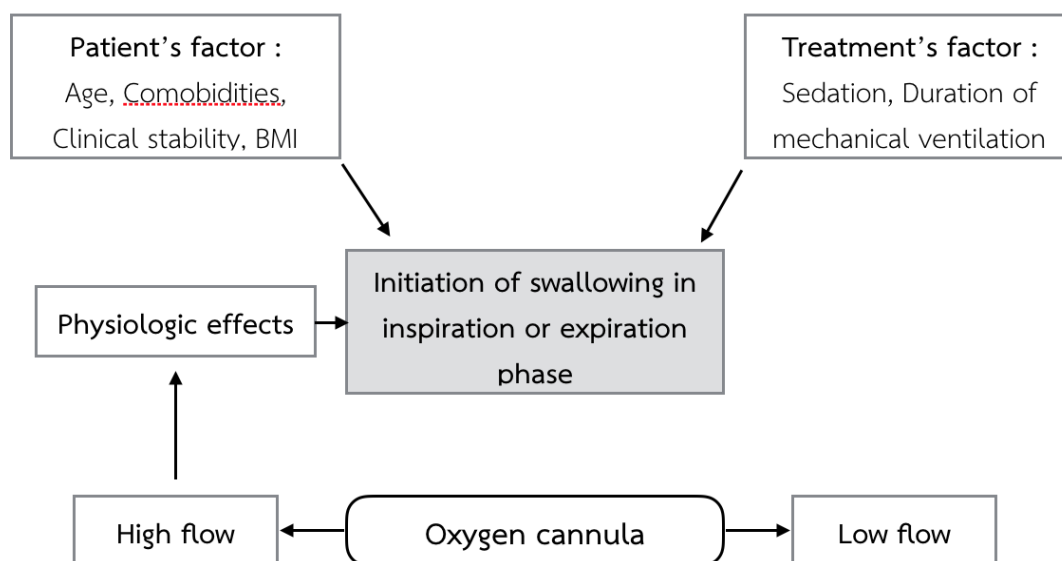 Patient's factor :
Age, Comobidities,
Clinical stability, BMI
Treatment's factor :
Sedation, Duration of
mechanical ventilation
Initiation of swallowing in
inspiration or expiration
phase
Physiologic effects
High flow
Oxygen cannula
Low flow